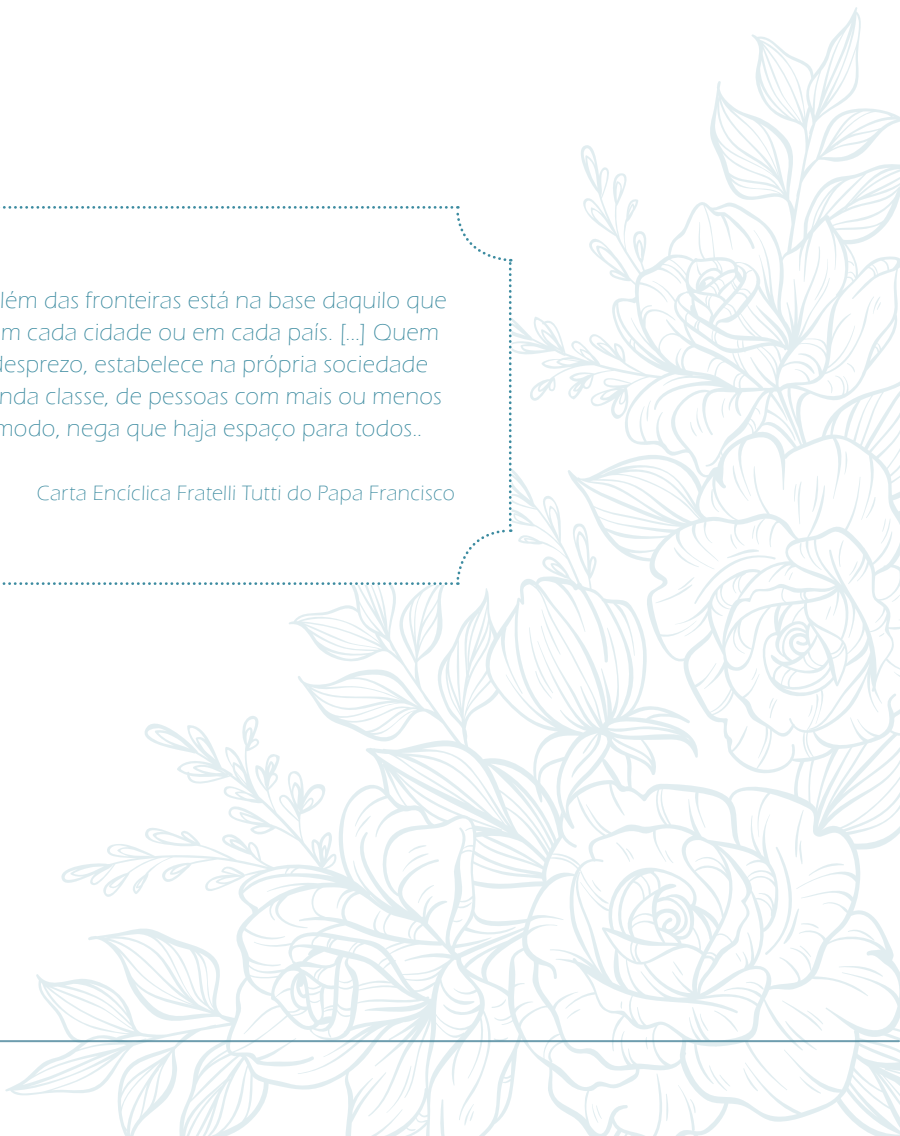 lém das fronteiras está na base daquilo que
m cada cidade ou em cada país. [...] Quem
desprezo, estabelece na própria sociedade
nda classe, de pessoas com mais ou menos
modo, nega que haja espaço para todos..
Carta Encíclica Fratelli Tutti do Papa Francisco